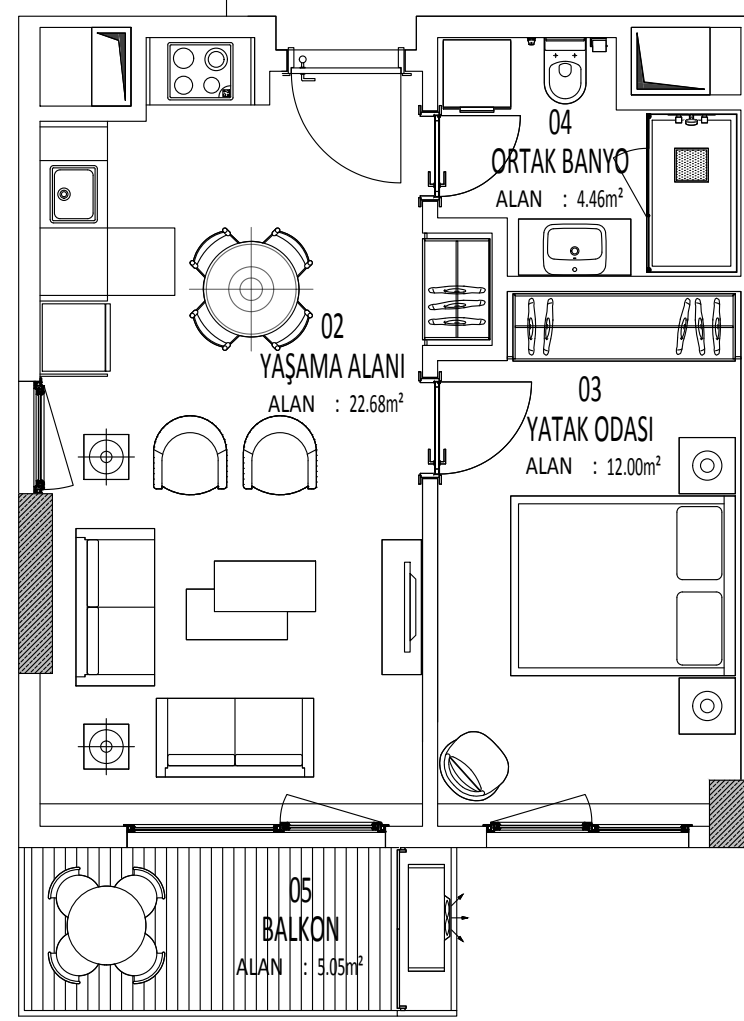 04
ORTAK BANYO
ALAN : 4.46m²
02
YAŞAMA ALANI
ALAN : 22.68m²
03
YATAK ODASI
ALAN : 12.00m²
05
BALKON
ALAN : 5.05m²